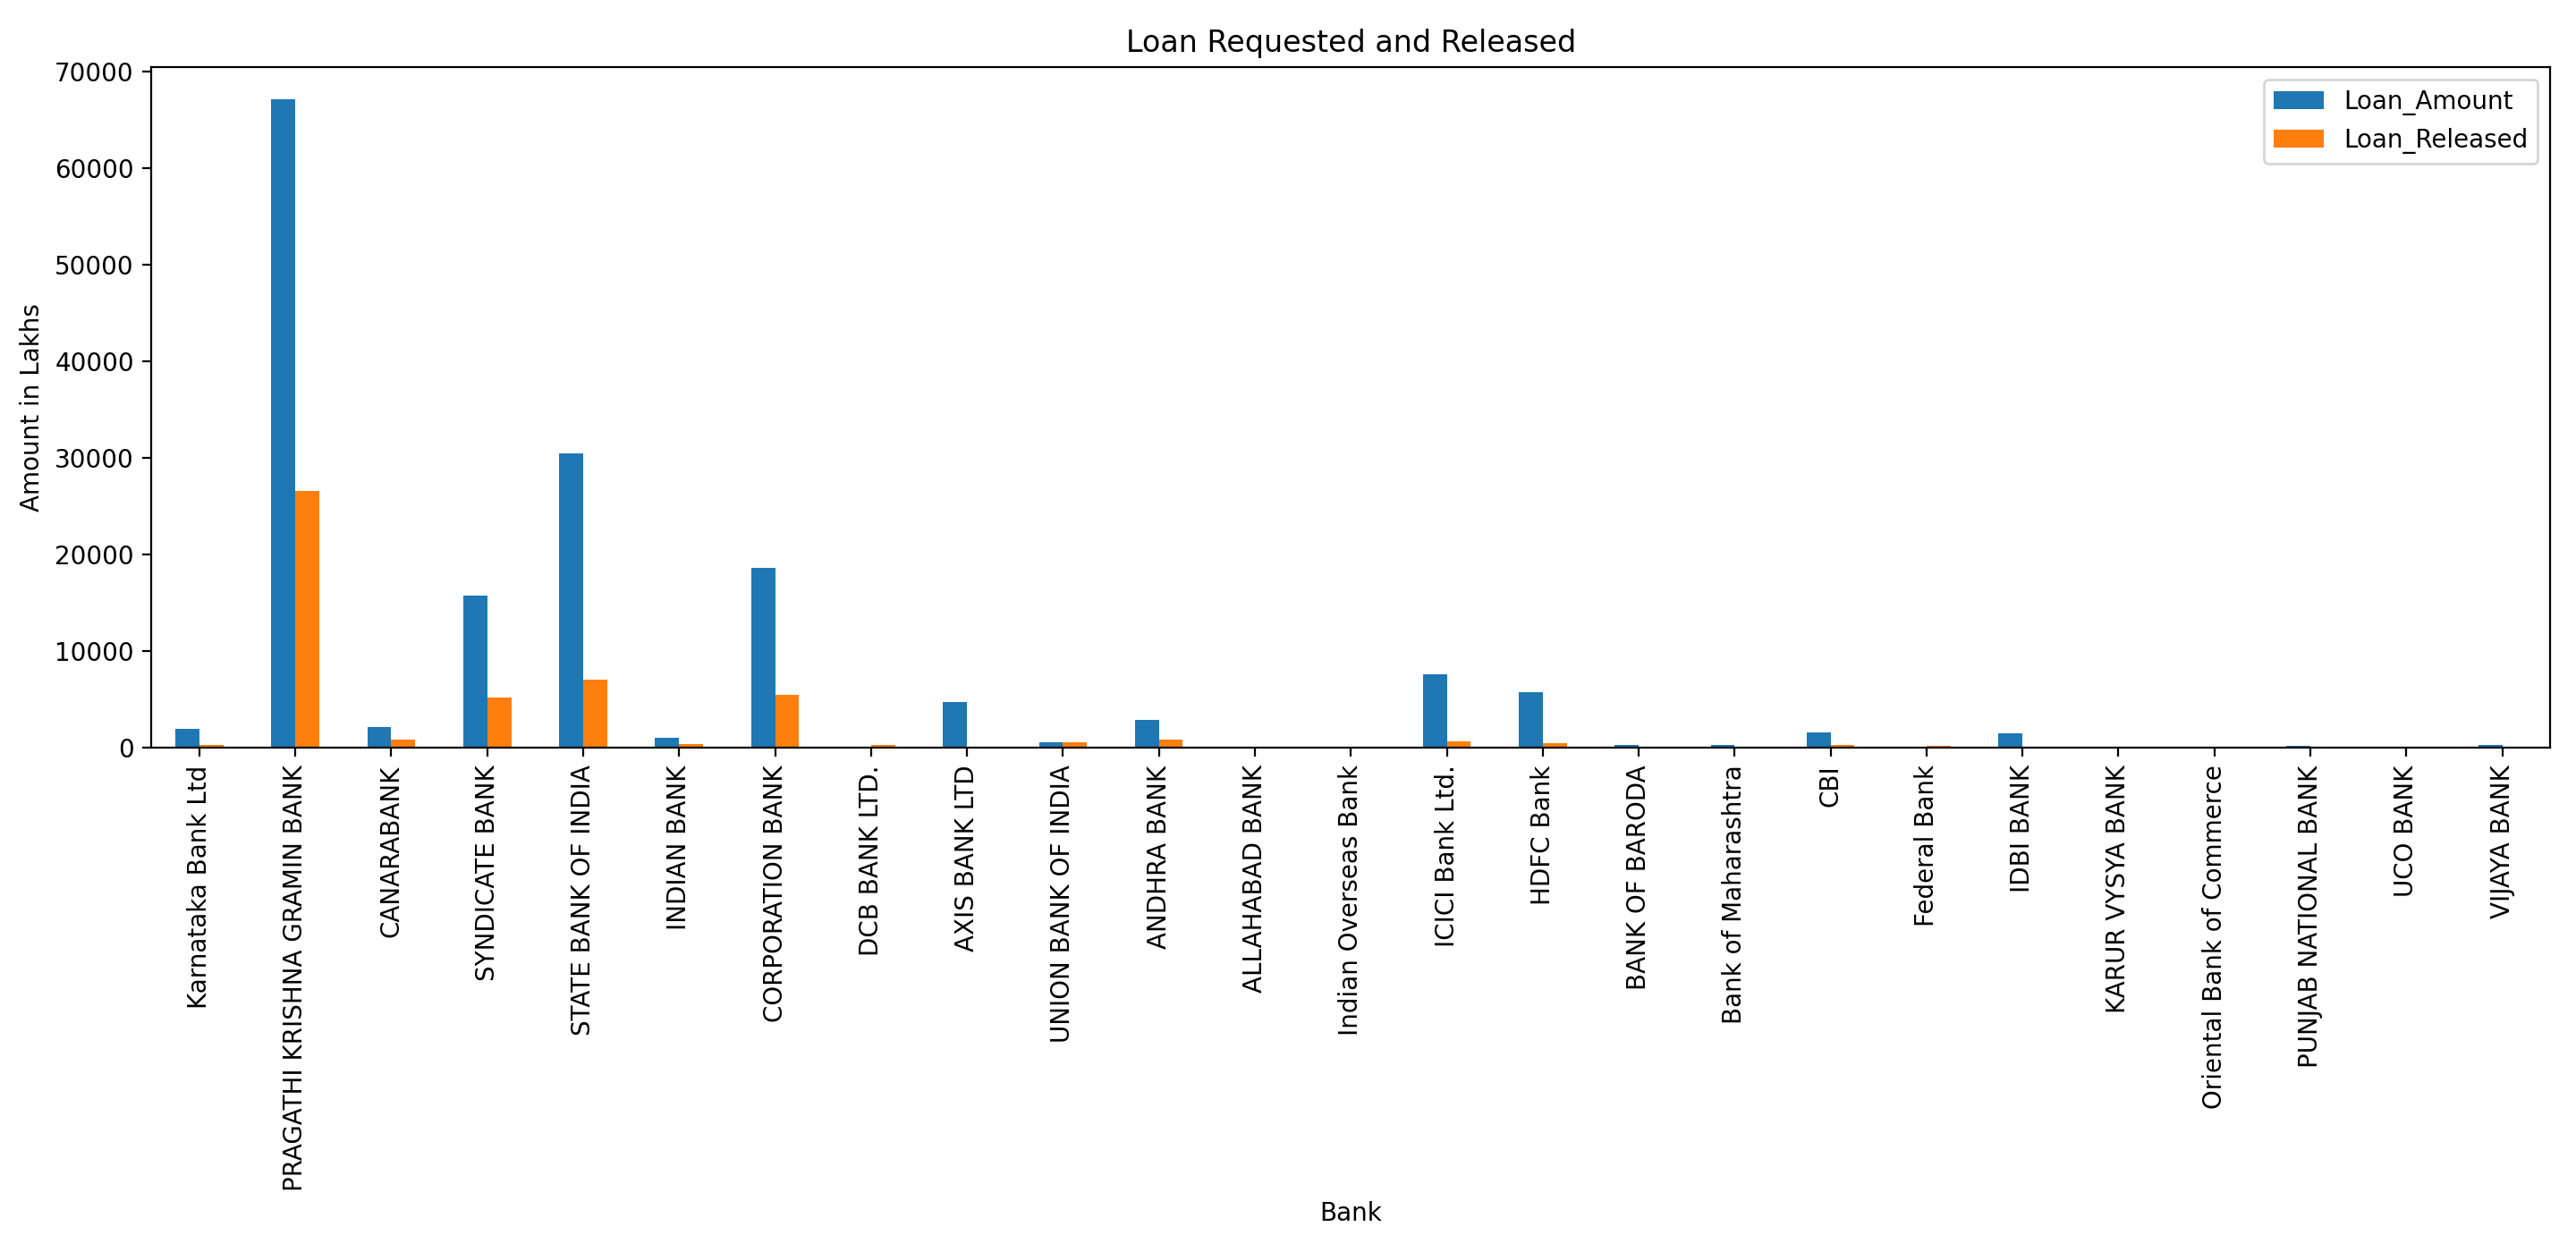 Loan Requested and Released
70000
60000
50000
40000
30000
20000
10000
0
Amount in Lakhs
Loan_Amount
Loan_Released
Karnataka Bank Ltd
PRAGATHI KRISHNA GRAMIN BANK
CANARABANK
SYNDICATE BANK
STATE BANK OF INDIA
INDIAN BANK
CORPORATION BANK
DCB BANK LTD.
AXIS BANK LTD
UNION BANK OF INDIA
ANDHRA BANK
ALLAHABAD BANK
Indian Overseas Bank
ICICI Bank Ltd.
HDFC Bank
BANK OF BARODA
Bank of Maharashtra
CBI
Federal Bank
IDBI BANK
KARUR VYSYA BANK
Oriental Bank of Commerce
PUNJAB NATIONAL BANK
UCO BANK
VIJAYA BANK
Bank